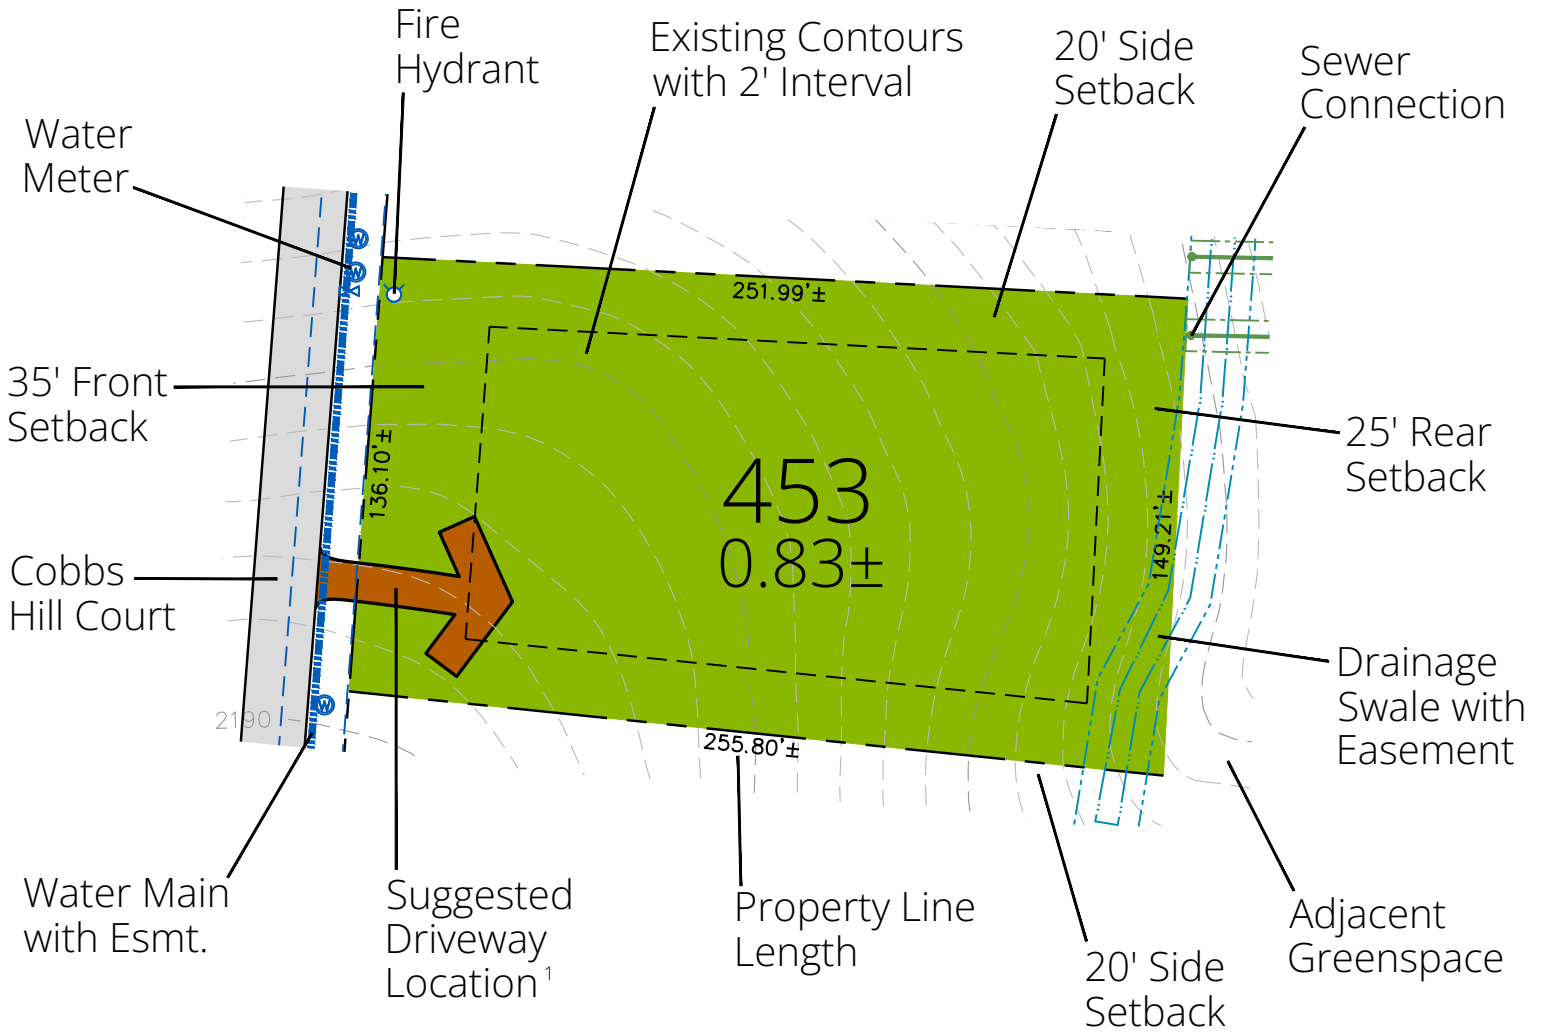 Fire
Hydrant
Existing Contours
with 2' Interval
20' Side
Setback
Sewer
Connection
Water
Meter
W
W
251.99'±
35' Front
Setback
136.10'±
453
0.83±
149.21'±
25' Rear
Setback
Cobbs
Hill Court
Drainage
Swale with
Easement
W
2190
255.80'±
Water Main
with Esmt.
Suggested
Driveway
Location¹
Property Line
Length
20' Side
Setback
Adjacent
Greenspace